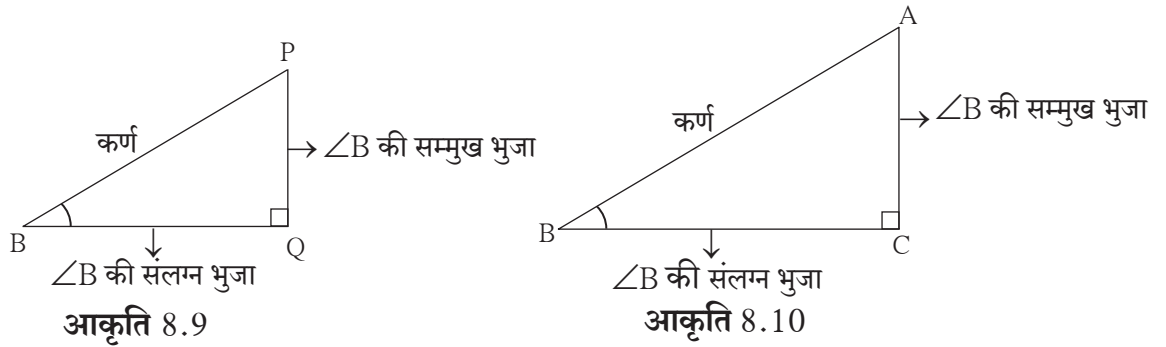 P
कर्ण
∠B की सम्मुख भुजा
B
Q
∠B की संलग्न भुजा
आकृति 8.9
A
कर्ण
∠B की सम्मुख भुजा
B
C
∠B की संलग्न भुजा
आकृति 8.10